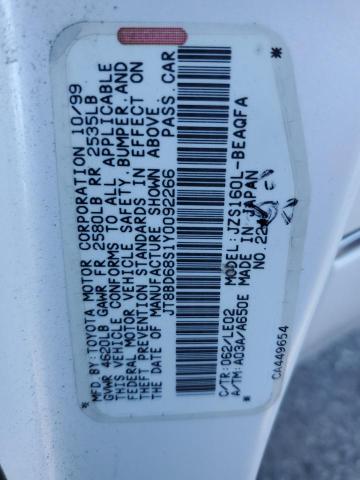 MFD BY:TOYOTA MOTOR CORPORATION 10/99
GVWR 4620LB GAWR FR 2580LB RR 2535LB
THIS VEHICLE CONFORMS TO ALL APPLICABLE
FEDERAL MOTOR VEHICLE SAFETY, BUMPER, AND
THEFT PREVENTION STANDARDS IN EFFECT ON
THE DATE OF MANUFACTURE SHOWN ABOVE.
JT8BD68S1Y0092266 PASS. CAR
C/TR:062/LE02 MODEL:JZS160L-BEAQFA
A/TM:A03A/A650E MADE IN JAPAN
NO.22
CA449654